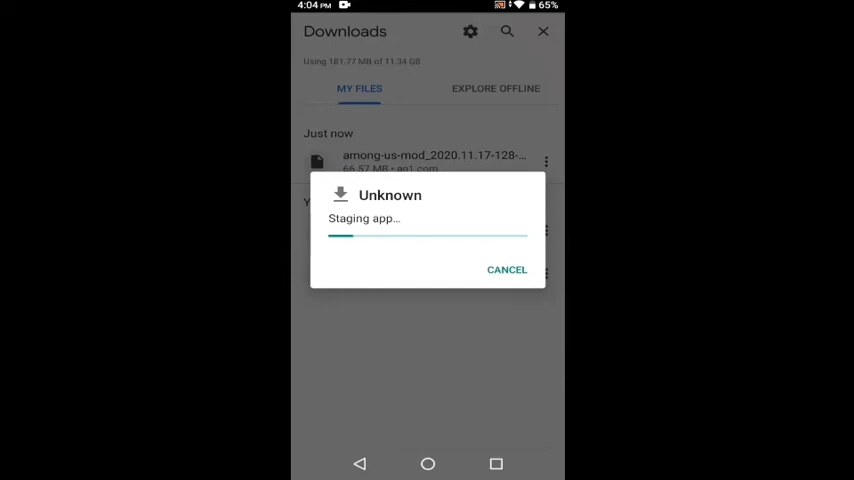 4:04 PM 65%
Downloads
Using 181.77 MB of 11.34 GB
MY FILES EXPLORE OFFLINE
Just now
among-us-mod_2020.11.17-128-...
66.57 MB • an1.com
Y
Unknown
Staging app...
CANCEL